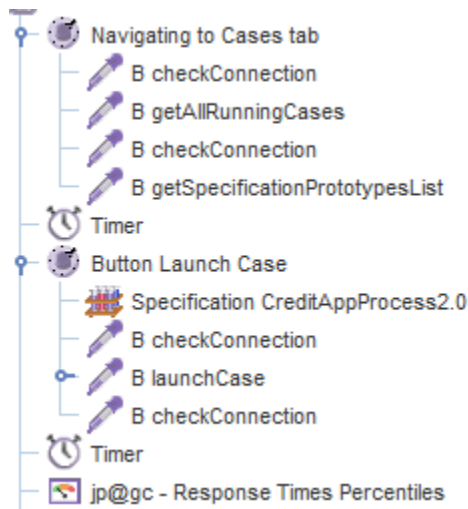 Navigating to Cases tab
B checkConnection
B getAllRunningCases
B checkConnection
B getSpecificationPrototypesList
Timer
Button Launch Case
Specification CreditAppProcess2.0
B checkConnection
B launchCase
B checkConnection
Timer
jp@gc - Response Times Percentiles